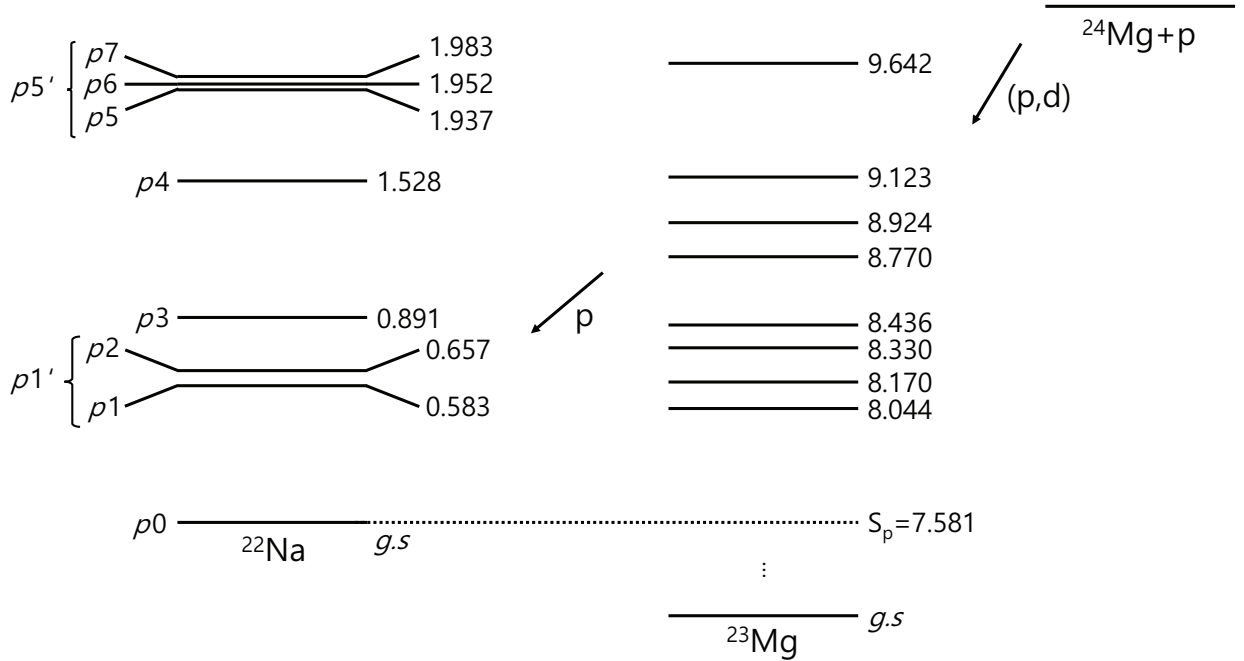 ²⁴Mg+p
p7
1.983
p5′
p6
1.952
9.642
p5
1.937
(p,d)
p4
1.528
9.123
8.924
8.770
p3
0.891
p
8.436
p2
0.657
8.330
p1′
8.170
p1
0.583
8.044
p0
²²Na
g.s
Sₚ=7.581
⋮
²³Mg
g.s